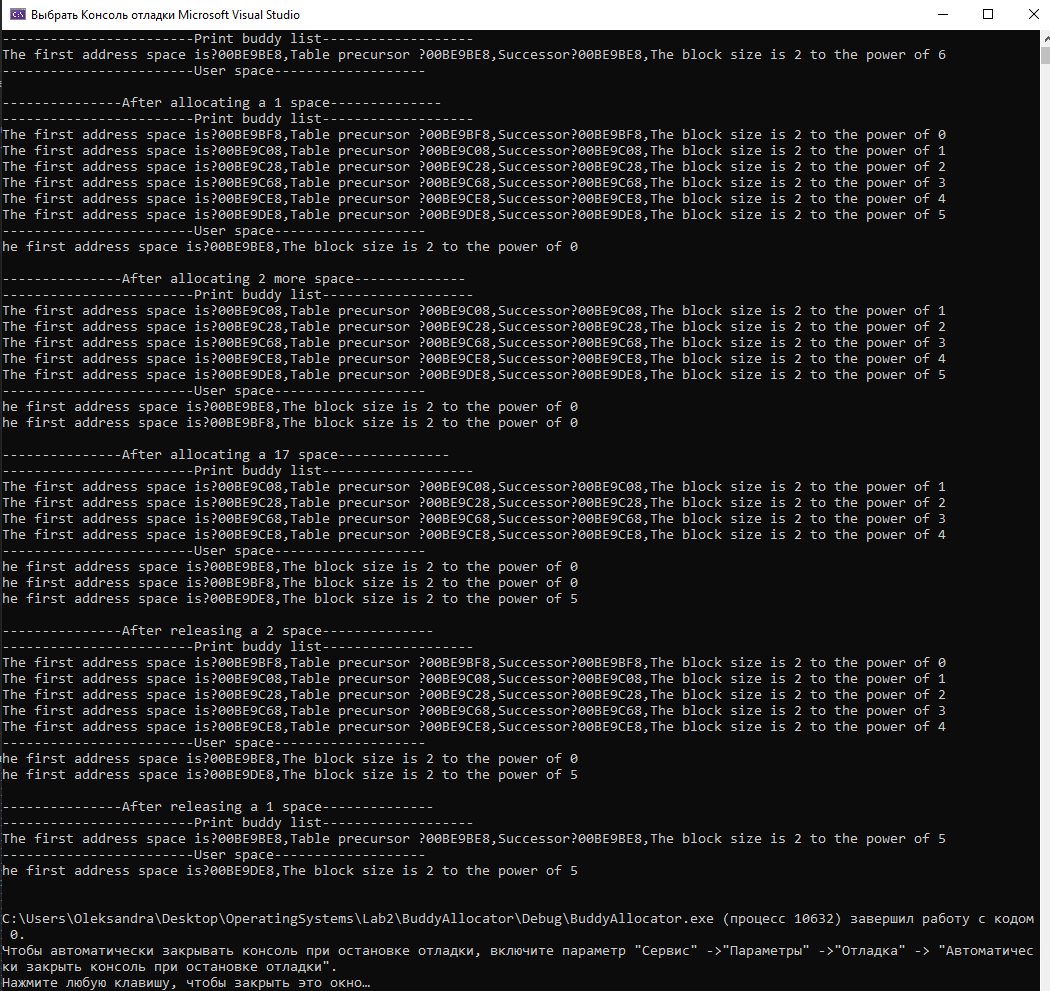 Выбрать Консоль отладки Microsoft Visual Studio
------------------------Print buddy list-------------------
The first address space is?00BE9BE8,Table precursor ?00BE9BE8,Successor?00BE9BE8,The block size is 2 to the power of 6
------------------------User space-------------------
---------------After allocating a 1 space--------------
------------------------Print buddy list-------------------
The first address space is?00BE9BF8,Table precursor ?00BE9BF8,Successor?00BE9BF8,The block size is 2 to the power of 0
The first address space is?00BE9C08,Table precursor ?00BE9C08,Successor?00BE9C08,The block size is 2 to the power of 1
The first address space is?00BE9C28,Table precursor ?00BE9C28,Successor?00BE9C28,The block size is 2 to the power of 2
The first address space is?00BE9C68,Table precursor ?00BE9C68,Successor?00BE9C68,The block size is 2 to the power of 3
The first address space is?00BE9CE8,Table precursor ?00BE9CE8,Successor?00BE9CE8,The block size is 2 to the power of 4
The first address space is?00BE9DE8,Table precursor ?00BE9DE8,Successor?00BE9DE8,The block size is 2 to the power of 5
------------------------User space-------------------
he first address space is?00BE9BE8,The block size is 2 to the power of 0
---------------After allocating 2 more space--------------
------------------------Print buddy list-------------------
The first address space is?00BE9C08,Table precursor ?00BE9C08,Successor?00BE9C08,The block size is 2 to the power of 1
The first address space is?00BE9C28,Table precursor ?00BE9C28,Successor?00BE9C28,The block size is 2 to the power of 2
The first address space is?00BE9C68,Table precursor ?00BE9C68,Successor?00BE9C68,The block size is 2 to the power of 3
The first address space is?00BE9CE8,Table precursor ?00BE9CE8,Successor?00BE9CE8,The block size is 2 to the power of 4
The first address space is?00BE9DE8,Table precursor ?00BE9DE8,Successor?00BE9DE8,The block size is 2 to the power of 5
------------------------User space-------------------
he first address space is?00BE9BE8,The block size is 2 to the power of 0
he first address space is?00BE9BF8,The block size is 2 to the power of 0
---------------After allocating a 17 space--------------
------------------------Print buddy list-------------------
The first address space is?00BE9C08,Table precursor ?00BE9C08,Successor?00BE9C08,The block size is 2 to the power of 1
The first address space is?00BE9C28,Table precursor ?00BE9C28,Successor?00BE9C28,The block size is 2 to the power of 2
The first address space is?00BE9C68,Table precursor ?00BE9C68,Successor?00BE9C68,The block size is 2 to the power of 3
The first address space is?00BE9CE8,Table precursor ?00BE9CE8,Successor?00BE9CE8,The block size is 2 to the power of 4
------------------------User space-------------------
he first address space is?00BE9BE8,The block size is 2 to the power of 0
he first address space is?00BE9BF8,The block size is 2 to the power of 0
he first address space is?00BE9DE8,The block size is 2 to the power of 5
---------------After releasing a 2 space--------------
------------------------Print buddy list-------------------
The first address space is?00BE9BF8,Table precursor ?00BE9BF8,Successor?00BE9BF8,The block size is 2 to the power of 0
The first address space is?00BE9C08,Table precursor ?00BE9C08,Successor?00BE9C08,The block size is 2 to the power of 1
The first address space is?00BE9C28,Table precursor ?00BE9C28,Successor?00BE9C28,The block size is 2 to the power of 2
The first address space is?00BE9C68,Table precursor ?00BE9C68,Successor?00BE9C68,The block size is 2 to the power of 3
The first address space is?00BE9CE8,Table precursor ?00BE9CE8,Successor?00BE9CE8,The block size is 2 to the power of 4
------------------------User space-------------------
he first address space is?00BE9BE8,The block size is 2 to the power of 0
he first address space is?00BE9DE8,The block size is 2 to the power of 5
---------------After releasing a 1 space--------------
------------------------Print buddy list-------------------
The first address space is?00BE9BE8,Table precursor ?00BE9BE8,Successor?00BE9BE8,The block size is 2 to the power of 5
------------------------User space-------------------
he first address space is?00BE9DE8,The block size is 2 to the power of 5
C:\Users\Oleksandra\Desktop\OperatingSystems\Lab2\BuddyAllocator\Debug\BuddyAllocator.exe (процесс 10632) завершил работу с кодом
0.
Чтобы автоматически закрывать консоль при остановке отладки, включите параметр "Сервис" ->"Параметры" ->"Отладка" -> "Автоматичес
ки закрыть консоль при остановке отладки".
Нажмите любую клавишу, чтобы закрыть это окно…